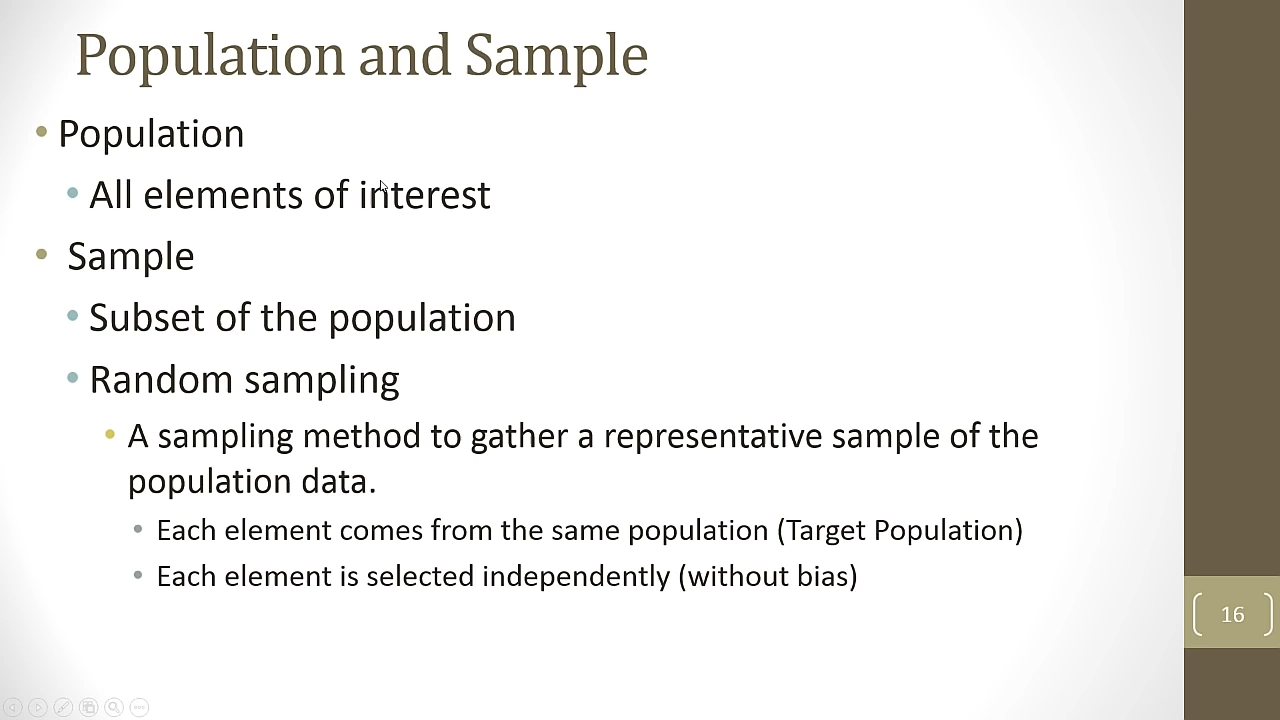 Population and Sample
• Population
• All elements of interest
• Sample
• Subset of the population
• Random sampling
• A sampling method to gather a representative sample of the
population data.
• Each element comes from the same population (Target Population)
• Each element is selected independently (without bias)
16